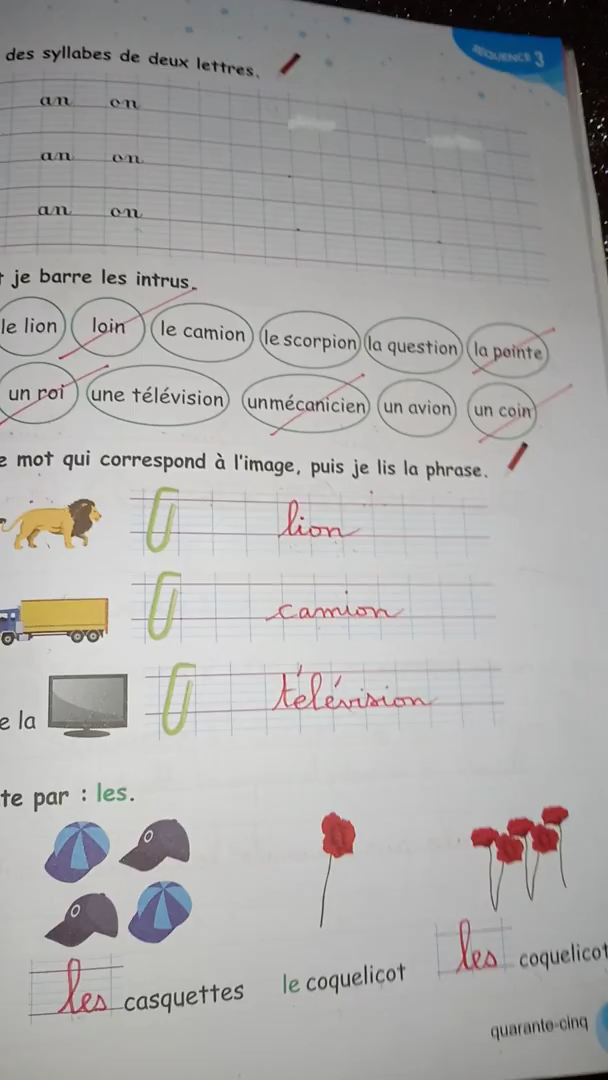 SEQUENCE 3
des syllabes de deux lettres.
an on
an on
an on
je barre les intrus.
le lion loin le camion le scorpion la question la pointe
un roi une télévision un mécanicien un avion un coin
mot qui correspond à l'image, puis je lis la phrase.
lion
camion
e la télévision
te par : les.
les casquettes le coquelicot les coquelicot
quarante-cinq